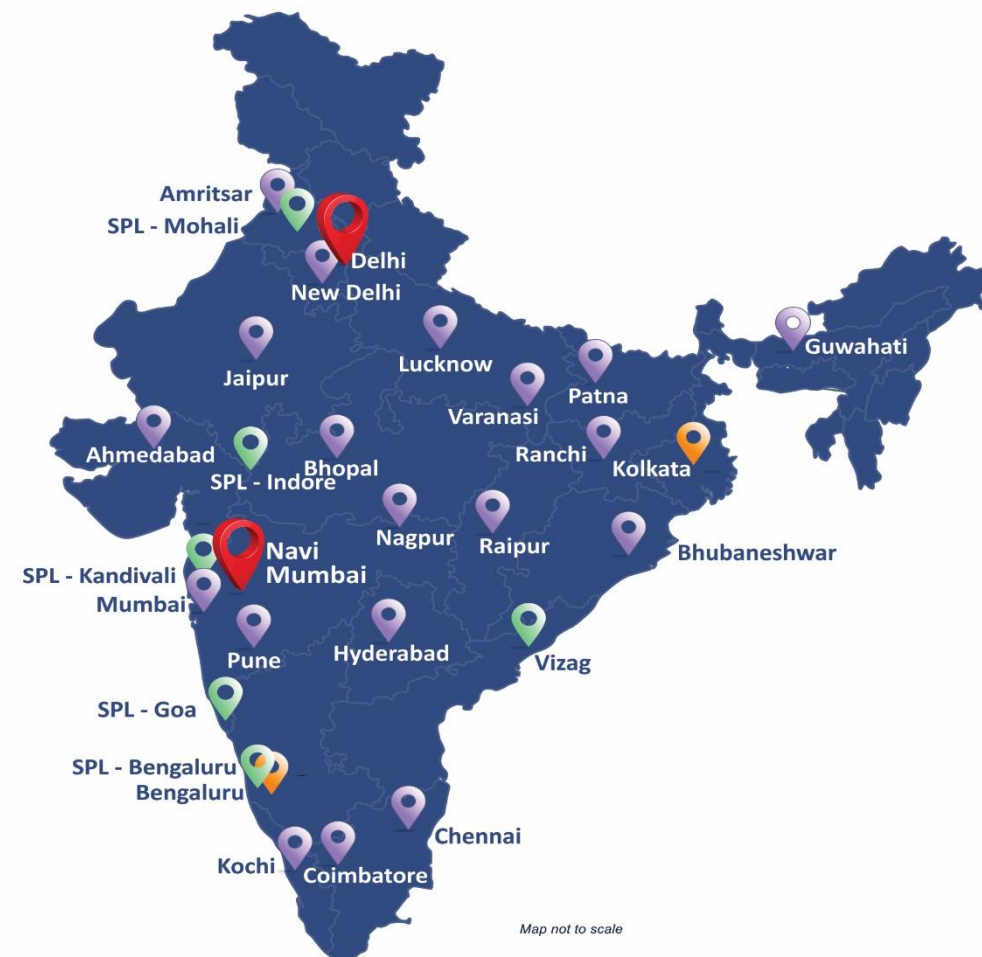 Amritsar
SPL - Mohali
Delhi
New Delhi
Guwahati
Lucknow
Jaipur
Patna
Varanasi
Ahmedabad
Ranchi
Bhopal
Kolkata
SPL - Indore
Nagpur
Raipur
Bhubaneshwar
Navi
Mumbai
SPL - Kandivali
Mumbai
Hyderabad
Pune
Vizag
SPL - Goa
SPL - Bengaluru
Bengaluru
Chennai
Kochi
Coimbatore
Map not to scale